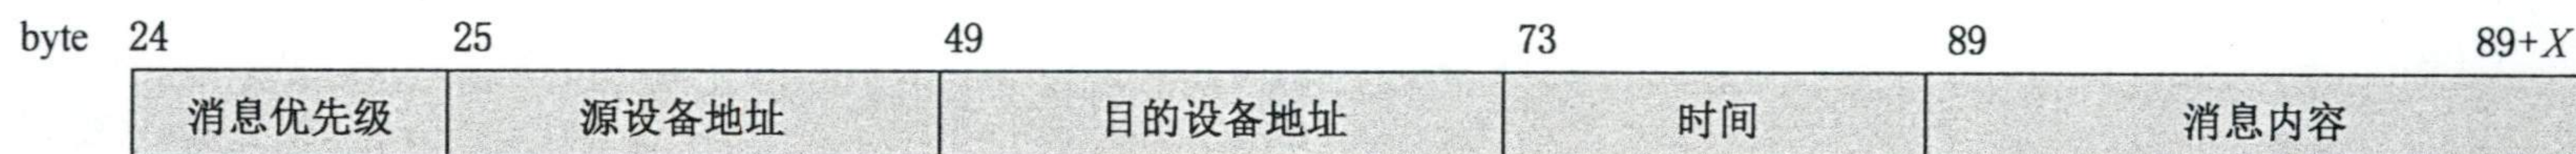 byte 24 25 49 73 89 89+X
消息优先级 源设备地址 目的设备地址 时间 消息内容